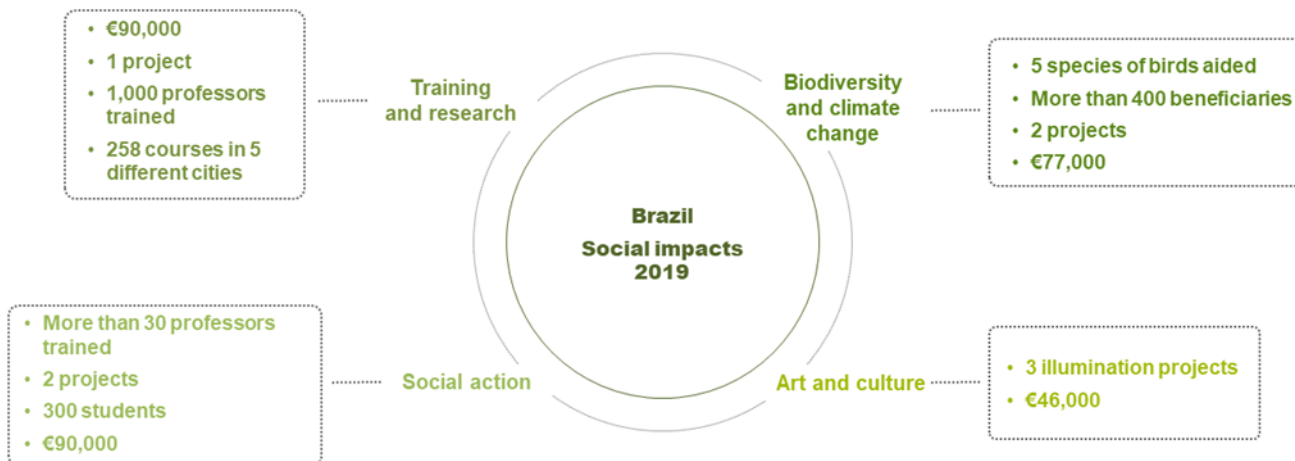 • €90,000
• 1 project
• 1,000 professors
trained
• 258 courses in 5
different cities
Training
and research
Biodiversity
and climate
change
• 5 species of birds aided
• More than 400 beneficiaries
• 2 projects
• €77,000
Brazil
Social impacts
2019
• More than 30 professors
trained
• 2 projects
• 300 students
• €90,000
Social action
Art and culture
• 3 illumination projects
• €46,000